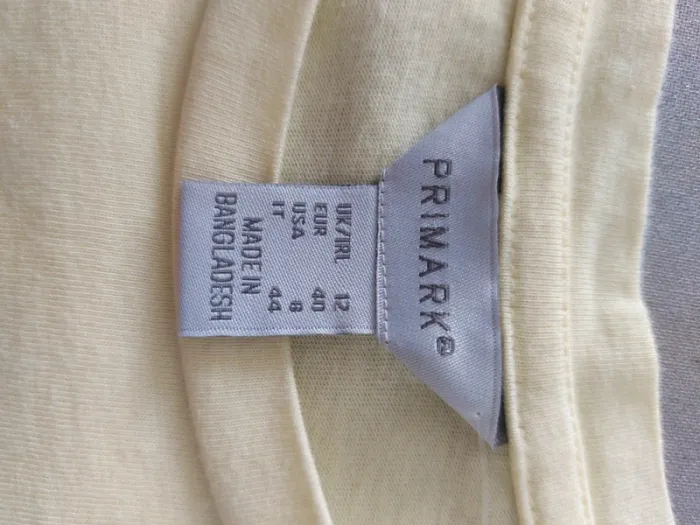 PRIMARK®
UK/IRL 12
EUR 40
USA 8
IT 44
MADE IN
BANGLADESH